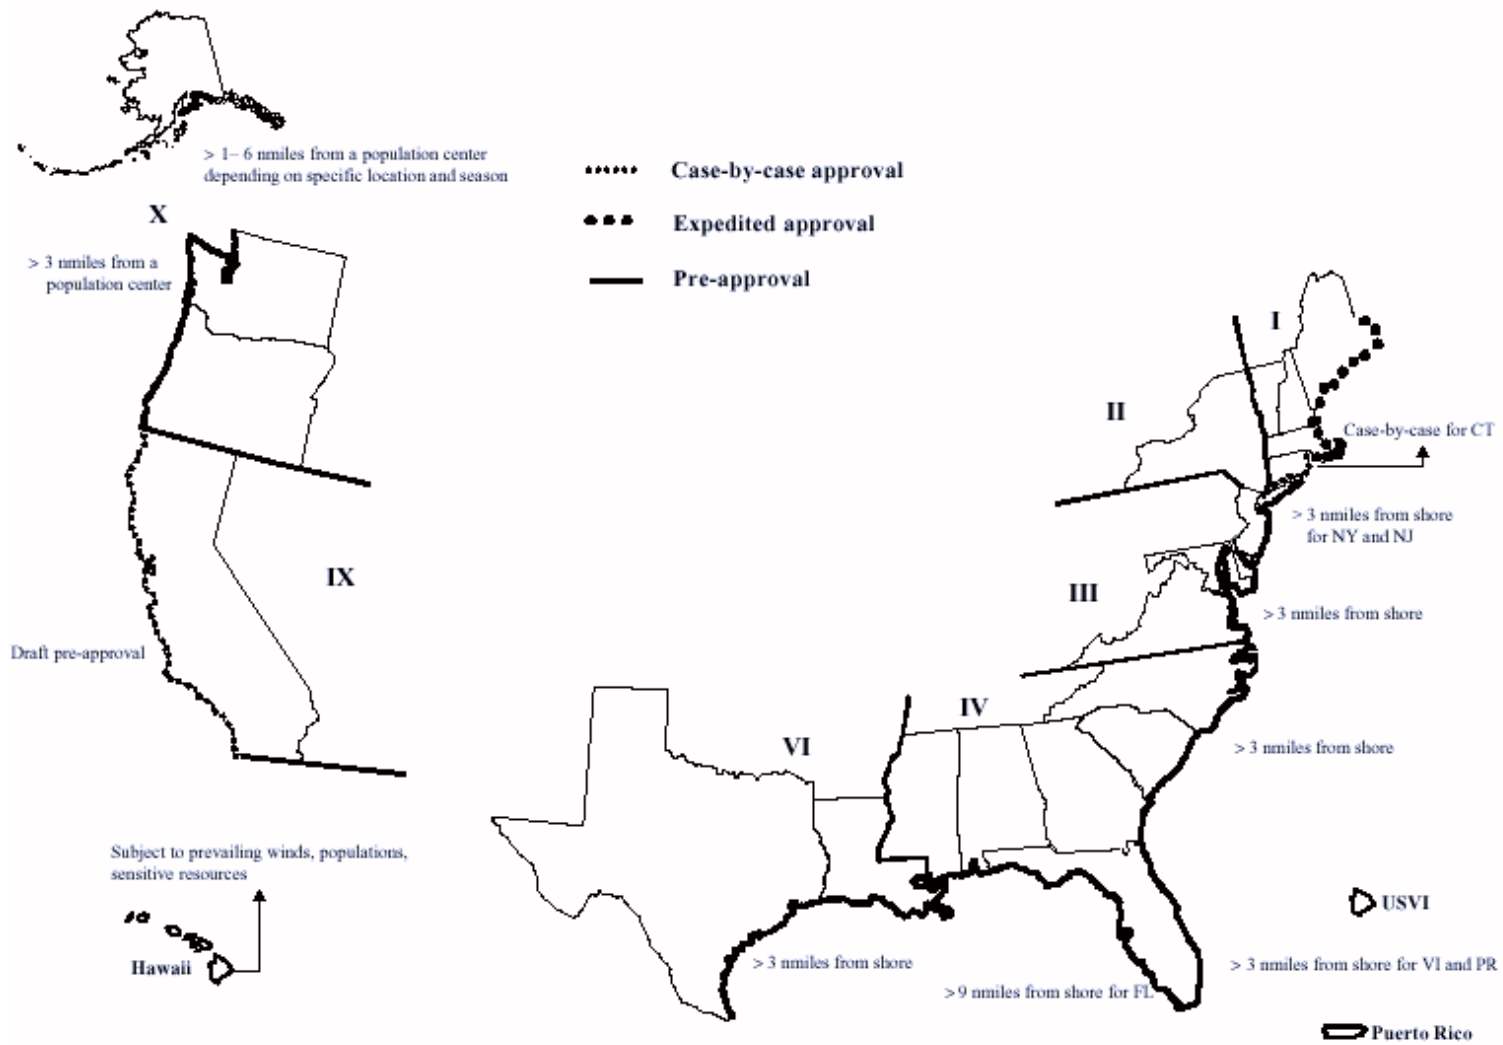 > 1– 6 nmiles from a population center
depending on specific location and season
X
> 3 nmiles from a
population center
Case-by-case approval
Expedited approval
Pre-approval
I
II
Case-by-case for CT
> 3 nmiles from shore
for NY and NJ
IX
III
> 3 nmiles from shore
Draft pre-approval
IV
VI
> 3 nmiles from shore
Subject to prevailing winds, populations,
sensitive resources
Hawaii
USVI
> 3 nmiles from shore
> 3 nmiles from shore for VI and PR
> 9 nmiles from shore for FL
Puerto Rico